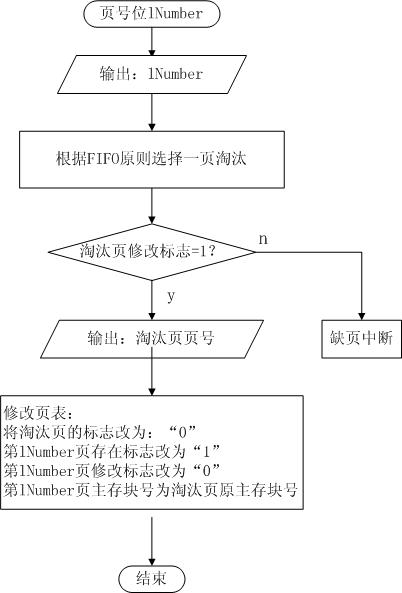 页号位lNumber
输出：lNumber
根据FIFO原则选择一页淘汰
淘汰页修改标志=1？
n
y
输出：淘汰页页号
缺页中断
修改页表：
将淘汰页的标志改为：“0”
第lNumber页存在标志改为“1”
第lNumber页修改标志改为“0”
第lNumber页主存块号为淘汰页原主存块号
结束